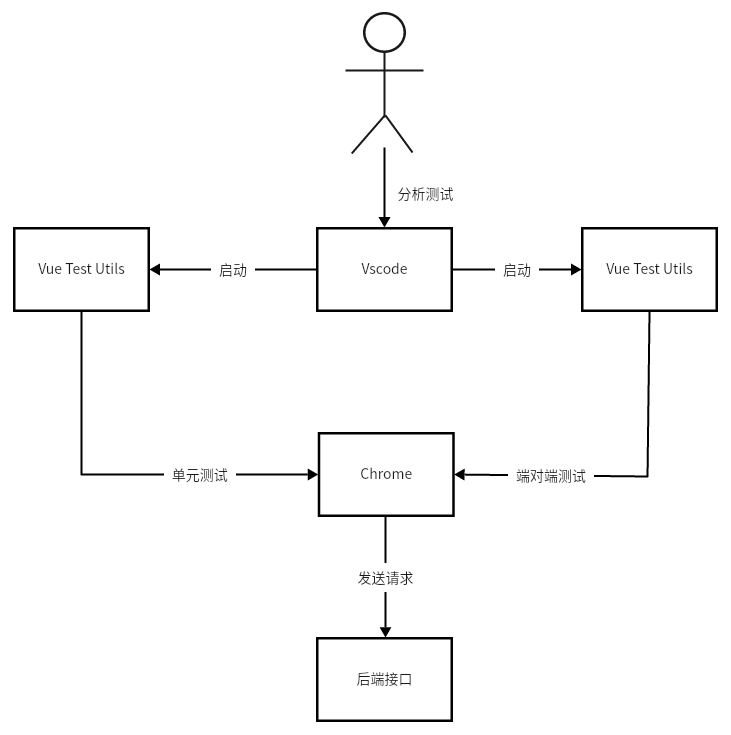 分析测试
Vue Test Utils
启动
Vscode
启动
Vue Test Utils
单元测试
Chrome
端对端测试
发送请求
后端接口